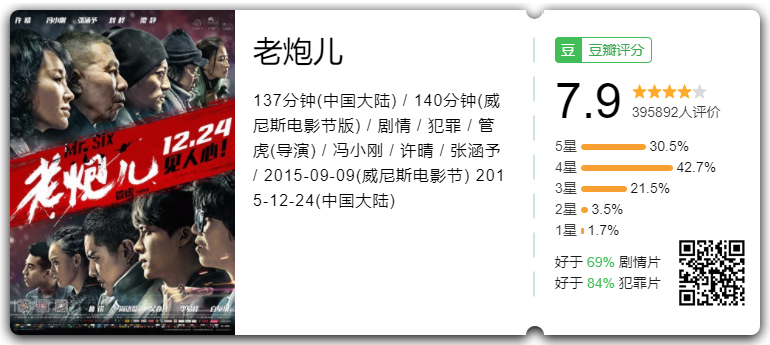 许晴 冯小刚 张涵予 刘桦 梁静
Mr. Six
12.24
见人心!
老炮儿
老炮儿
137分钟(中国大陆) / 140分钟(威
尼斯电影节版) / 剧情 / 犯罪 / 管
虎(导演) / 冯小刚 / 许晴 / 张涵予
/ 2015-09-09(威尼斯电影节) 201
5-12-24(中国大陆)
豆 豆瓣评分
7.9
395892人评价
5星 30.5%
4星 42.7%
3星 21.5%
2星 3.5%
1星 1.7%
好于 69% 剧情片
好于 84% 犯罪片